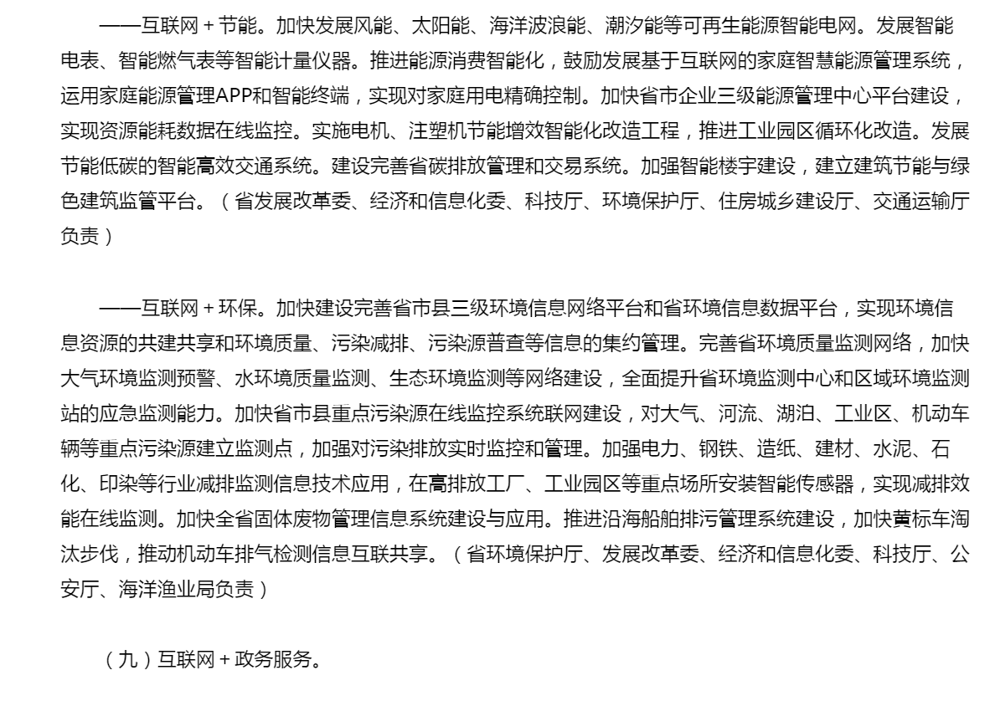 ——互联网＋节能。加快发展风能、太阳能、海洋波浪能、潮汐能等可再生能源智能电网。发展智能
电表、智能燃气表等智能计量仪器。推进能源消费智能化，鼓励发展基于互联网的家庭智慧能源管理系统，
运用家庭能源管理APP和智能终端，实现对家庭用电精确控制。加快省市企业三级能源管理中心平台建设，
实现资源能耗数据在线监控。实施电机、注塑机节能增效智能化改造工程，推进工业园区循环化改造。发展
节能低碳的智能高效交通系统。建设完善省碳排放管理和交易系统。加强智能楼宇建设，建立建筑节能与绿
色建筑监管平台。（省发展改革委、经济和信息化委、科技厅、环境保护厅、住房城乡建设厅、交通运输厅
负责）
——互联网＋环保。加快建设完善省市县三级环境信息网络平台和省环境信息数据平台，实现环境信
息资源的共建共享和环境质量、污染减排、污染源普查等信息的集约管理。完善省环境质量监测网络，加快
大气环境监测预警、水环境质量监测、生态环境监测等网络建设，全面提升省环境监测中心和区域环境监测
站的应急监测能力。加快省市县重点污染源在线监控系统联网建设，对大气、河流、湖泊、工业区、机动车
辆等重点污染源建立监测点，加强对污染排放实时监控和管理。加强电力、钢铁、造纸、建材、水泥、石
化、印染等行业减排监测信息技术应用，在高排放工厂、工业园区等重点场所安装智能传感器，实现减排效
能在线监测。加快全省固体废物管理信息系统建设与应用。推进沿海船舶排污管理系统建设，加快黄标车淘
汰步伐，推动机动车排气检测信息互联共享。（省环境保护厅、发展改革委、经济和信息化委、科技厅、公
安厅、海洋渔业局负责）
（九）互联网＋政务服务。